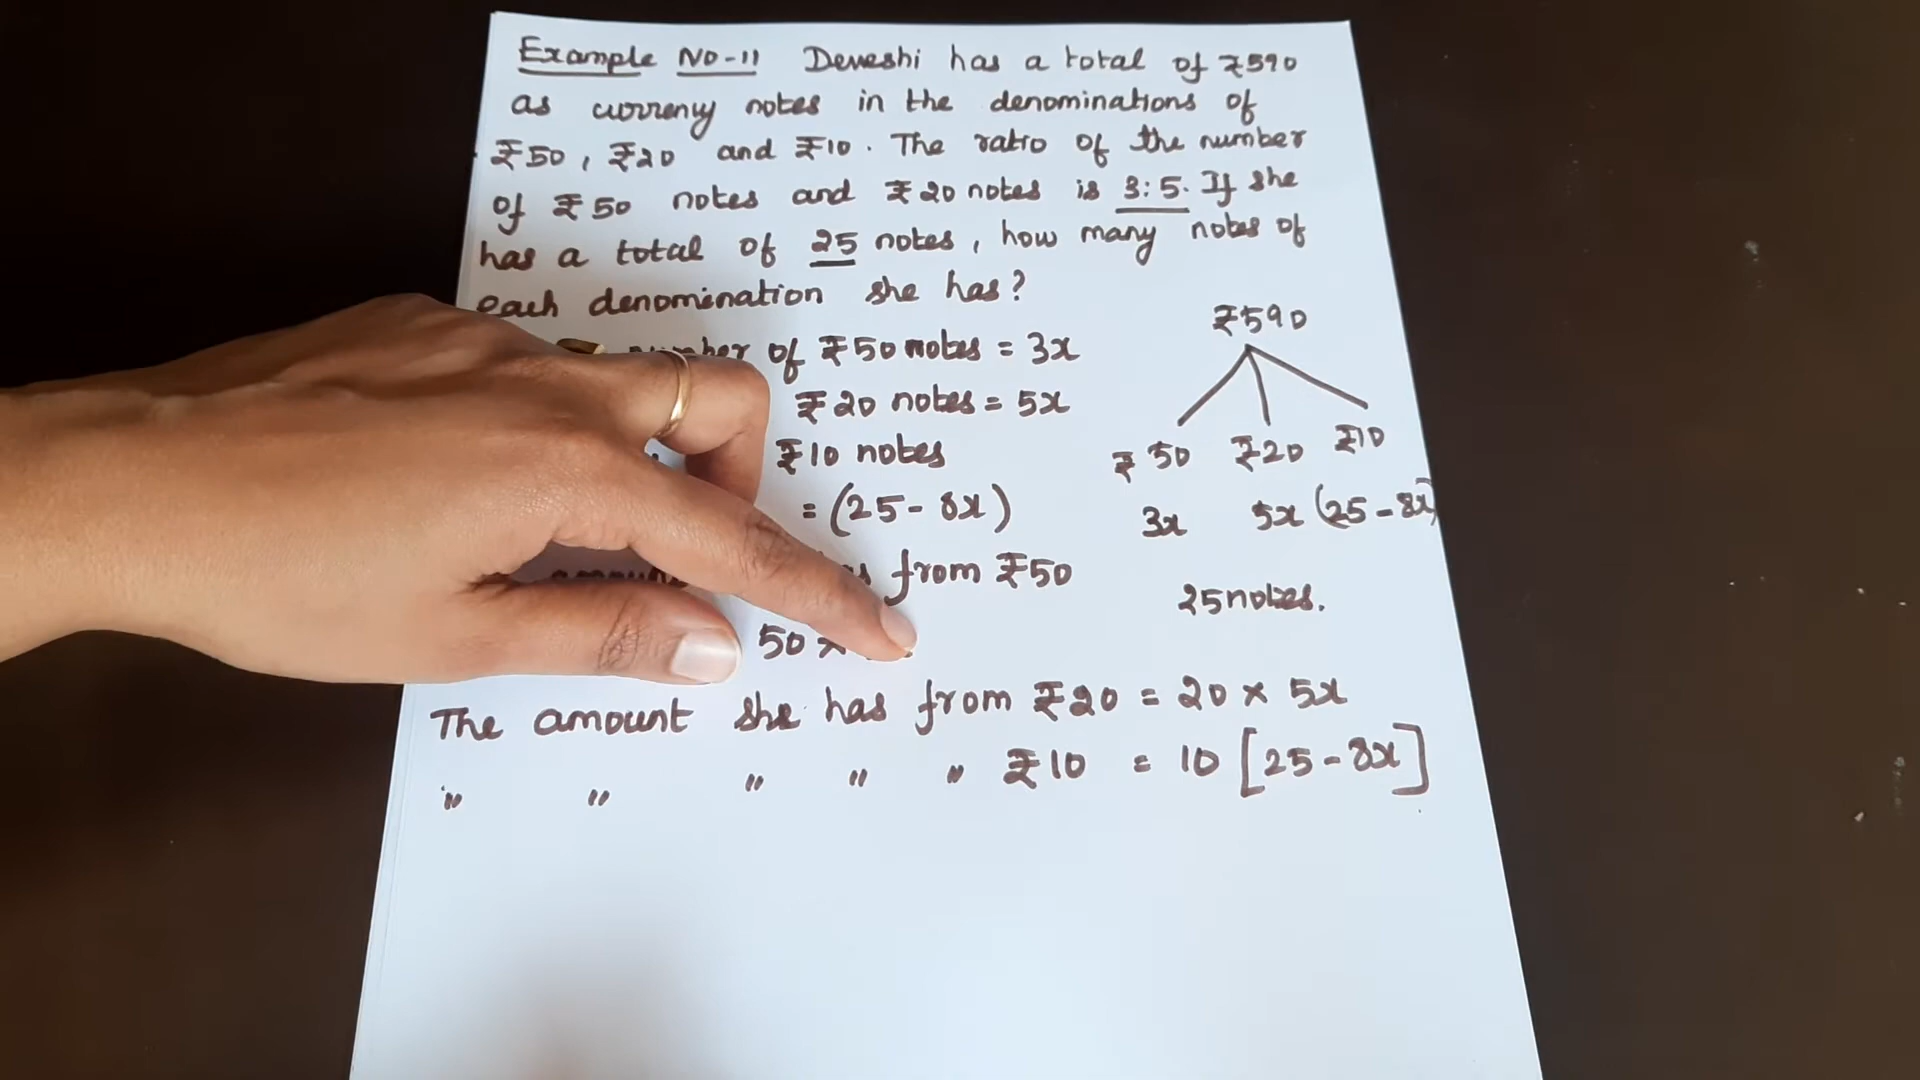 Example No-11 Deveshi has a total of ₹590
as currency notes in the denominations of
₹50, ₹20 and ₹10. The ratio of the number
of ₹50 notes and ₹20 notes is 3:5. If she
has a total of 25 notes, how many notes of
each denomination she has?
₹590
number of ₹50 notes = 3x
₹20 notes = 5x
₹50 ₹20 ₹10
₹10 notes
= (25-8x)
3x 5x (25-8x)
from ₹50
25 notes.
50 ×
The amount she has from ₹20 = 20 × 5x
" " " " " ₹10 = 10 [25-8x]